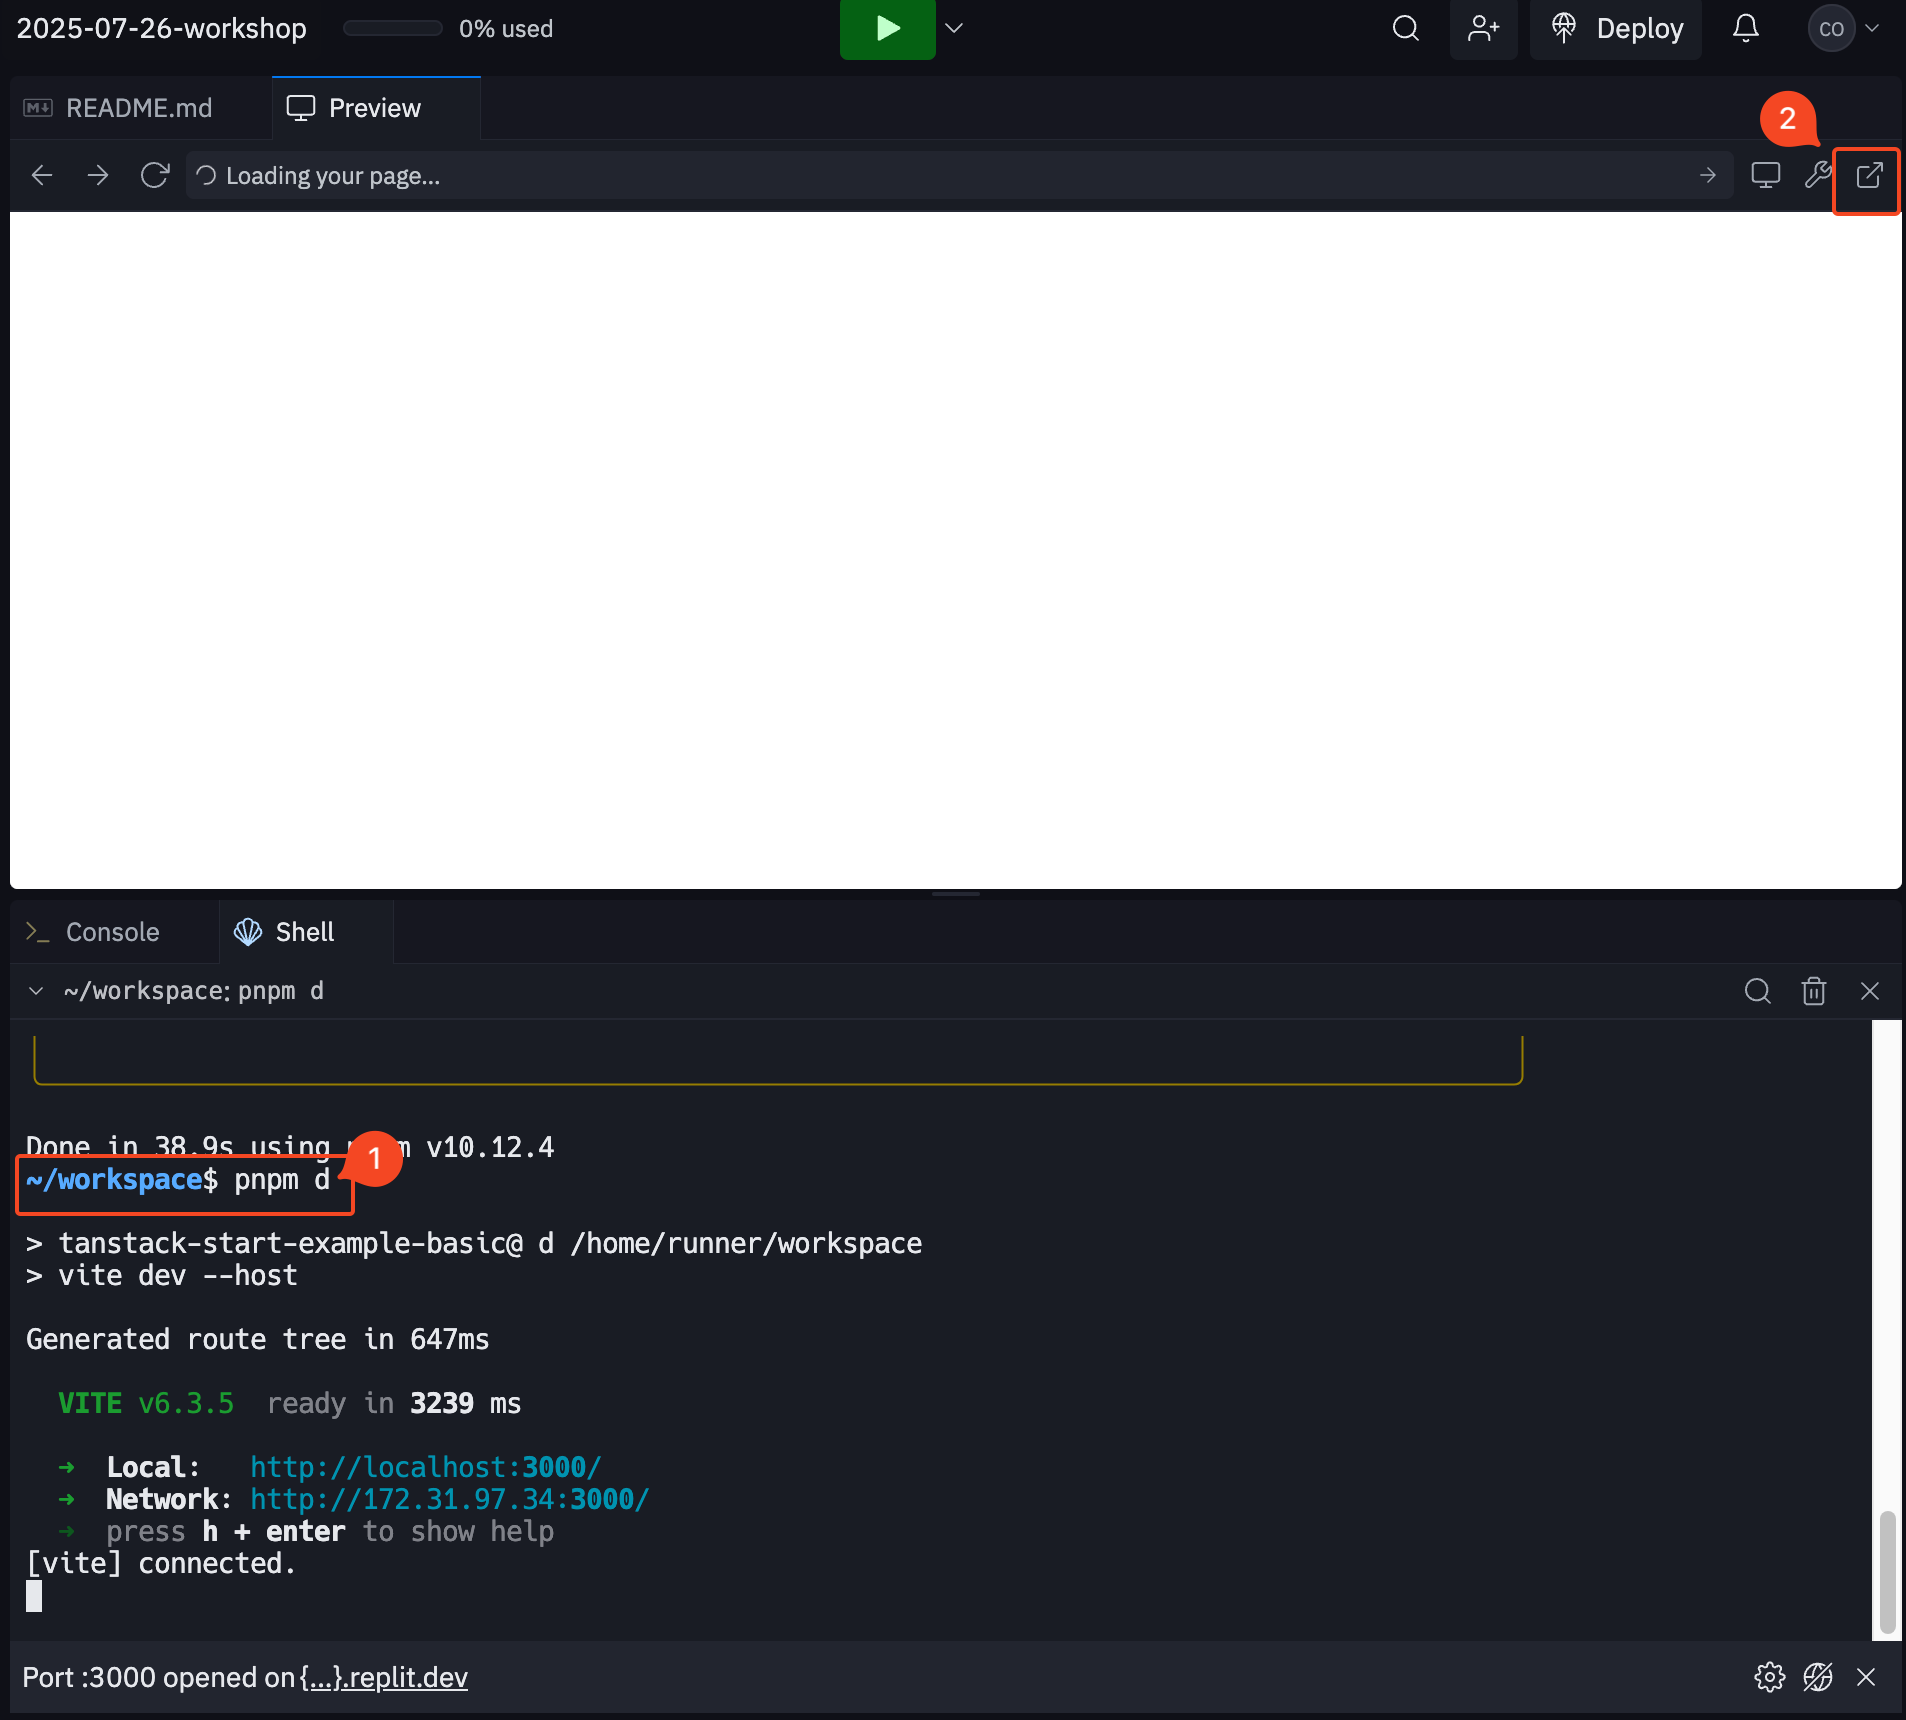 2025-07-26-workshop 0% used Deploy CO
README.md Preview
2
Loading your page...
Console Shell
~/workspace: pnpm d
Done in 38.9s using m v10.12.4
1
~/workspace$ pnpm d
> tanstack-start-example-basic@ d /home/runner/workspace
> vite dev --host
Generated route tree in 647ms
VITE v6.3.5 ready in 3239 ms
➜ Local: http://localhost:3000/
➜ Network: http://172.31.97.34:3000/
➜ press h + enter to show help
[vite] connected.
Port :3000 opened on {...}.replit.dev